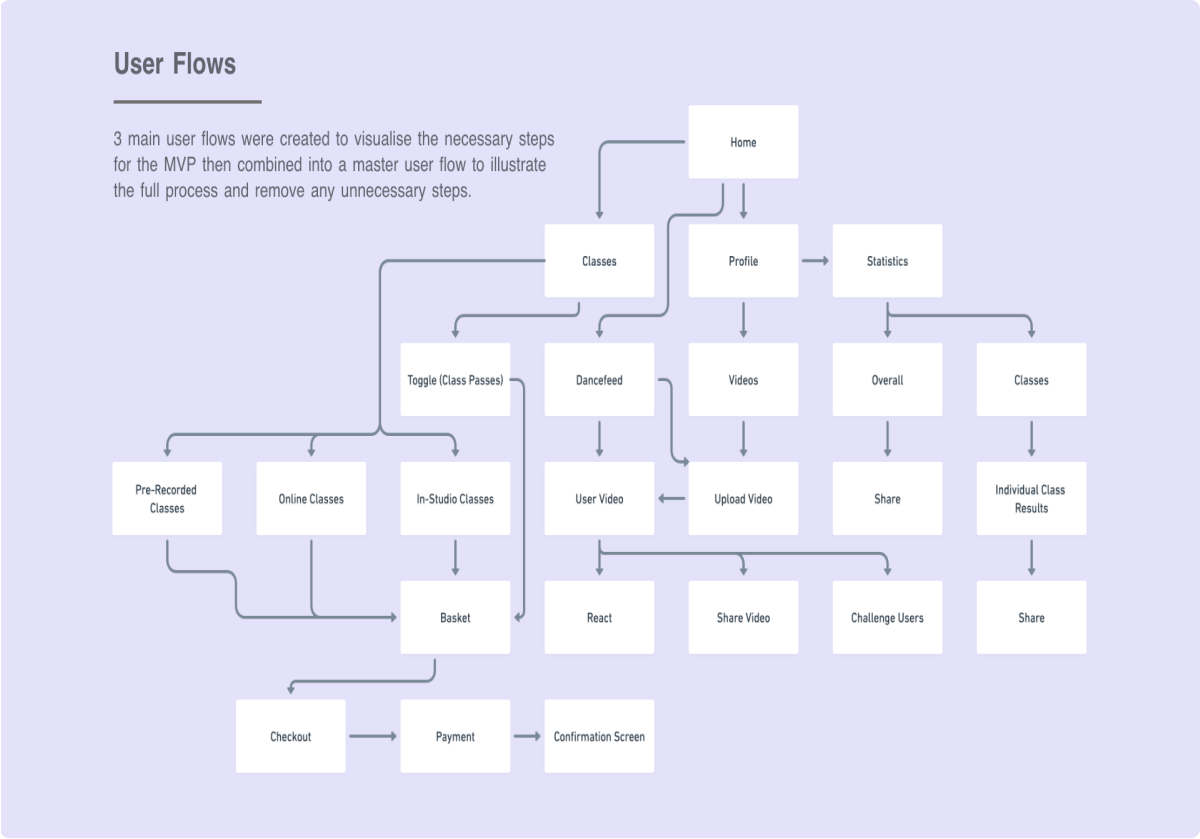 User Flows
3 main user flows were created to visualise the necessary steps
for the MVP then combined into a master user flow to illustrate
the full process and remove any unnecessary steps.
Home
Classes
Profile
Statistics
Toggle (Class Passes)
Dancefeed
Videos
Overall
Classes
Pre-Recorded
Classes
Online Classes
In-Studio Classes
User Video
Upload Video
Share
Individual Class
Results
Basket
React
Share Video
Challenge Users
Share
Checkout
Payment
Confirmation Screen